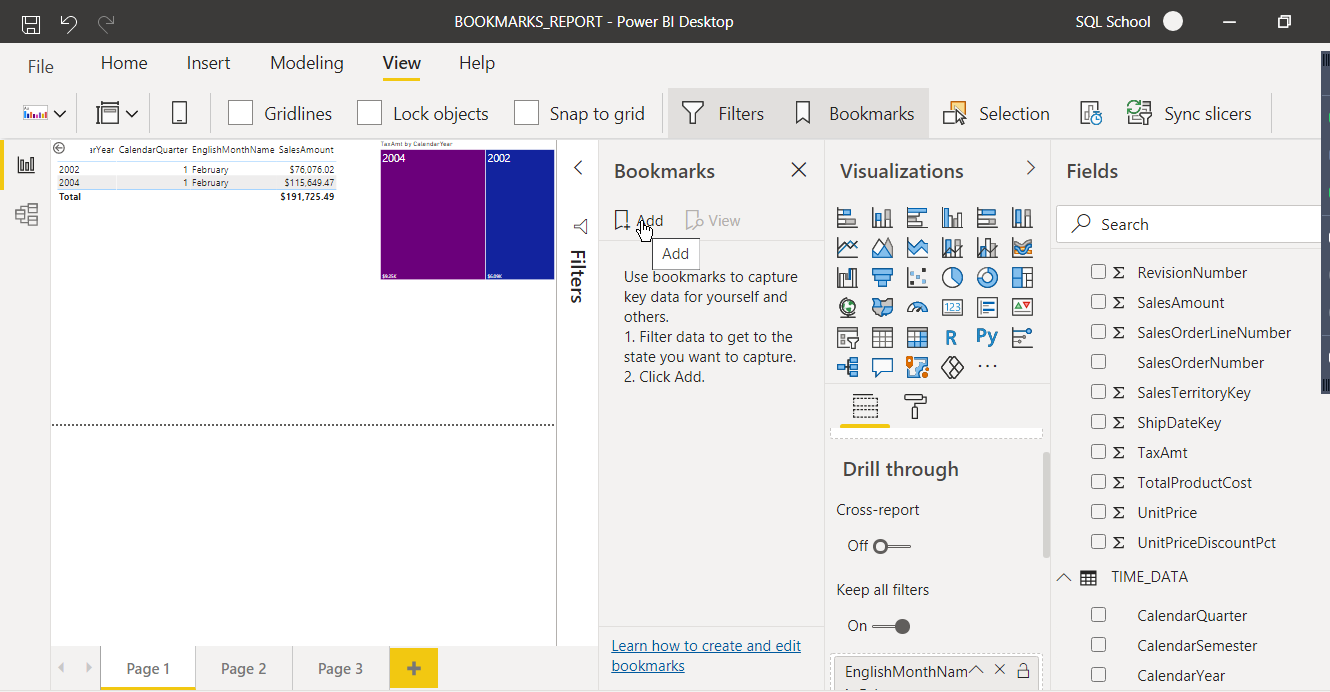 BOOKMARKS_REPORT - Power BI Desktop
SQL School
File
Home
Insert
Modeling
View
Help
Gridlines
Lock objects
Snap to grid
Filters
Bookmarks
Selection
Sync slicers
arYear CalendarQuarter EnglishMonthName SalesAmount
2002 1 February $76,076.02
2004 1 February $115,649.47
Total $191,725.49
TaxAmt by CalendarYear
2004
2002
$9.25K
$6.09K
Filters
Bookmarks
Add
View
Add
Use bookmarks to capture
key data for yourself and
others.
1. Filter data to get to the
state you want to capture.
2. Click Add.
Learn how to create and edit
bookmarks
Visualizations
123
R
Py
Drill through
Cross-report
Off
Keep all filters
On
EnglishMonthNam
Fields
Search
RevisionNumber
SalesAmount
SalesOrderLineNumber
SalesOrderNumber
SalesTerritoryKey
ShipDateKey
TaxAmt
TotalProductCost
UnitPrice
UnitPriceDiscountPct
TIME_DATA
CalendarQuarter
CalendarSemester
CalendarYear
Page 1
Page 2
Page 3